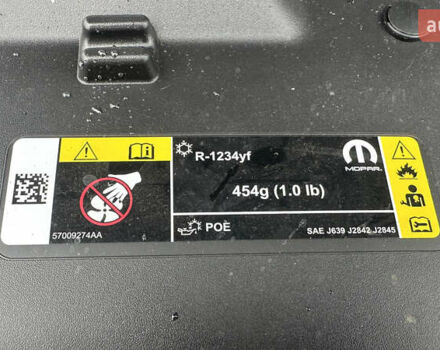 R-1234yf
MOPAR
454g (1.0 lb)
POE
57009274AA
SAE J639 J2842 J2845